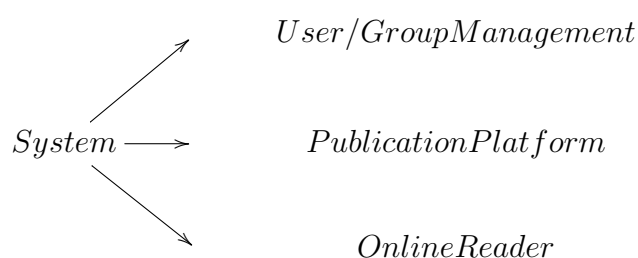 User/GroupManagement
System
PublicationPlatform
OnlineReader